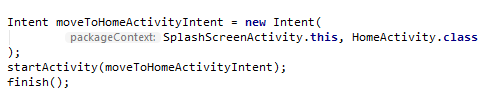 Intent moveToHomeActivityIntent = new Intent(
packageContext: SplashScreenActivity.this, HomeActivity.class
);
startActivity(moveToHomeActivityIntent);
finish();